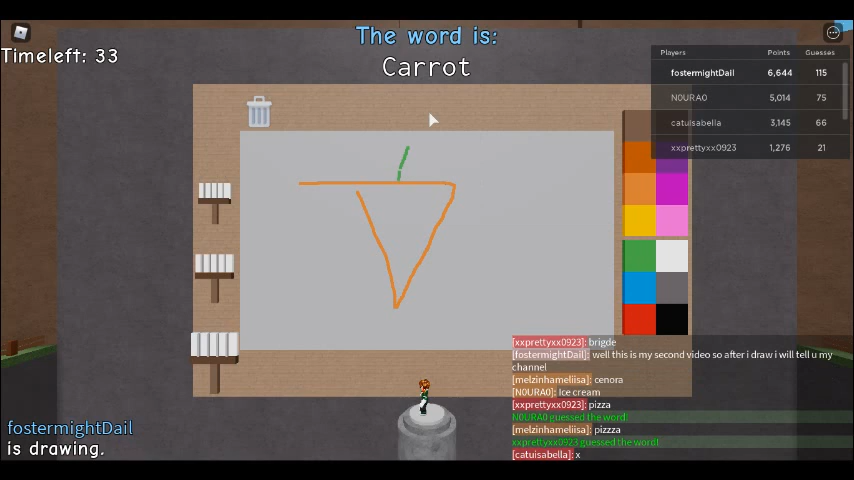 The word is:
Carrot
Timeleft: 33
Players Points Guesses
fostermightDail 6,644 115
N0URA0 5,014 75
catuisabella 3,145 66
xxprettyxx0923 1,276 21
[xxprettyxx0923]: brigde
[fostermightDail]: well this is my second video so after i draw i will tell u my
channel
[melzinhameliisa]: cenora
[N0URA0]: Ice cream
[xxprettyxx0923]: pizza
N0URA0 guessed the word!
[melzinhameliisa]: pizzza
xxprettyxx0923 guessed the word!
[catuisabella]: x
fostermightDail
is drawing.